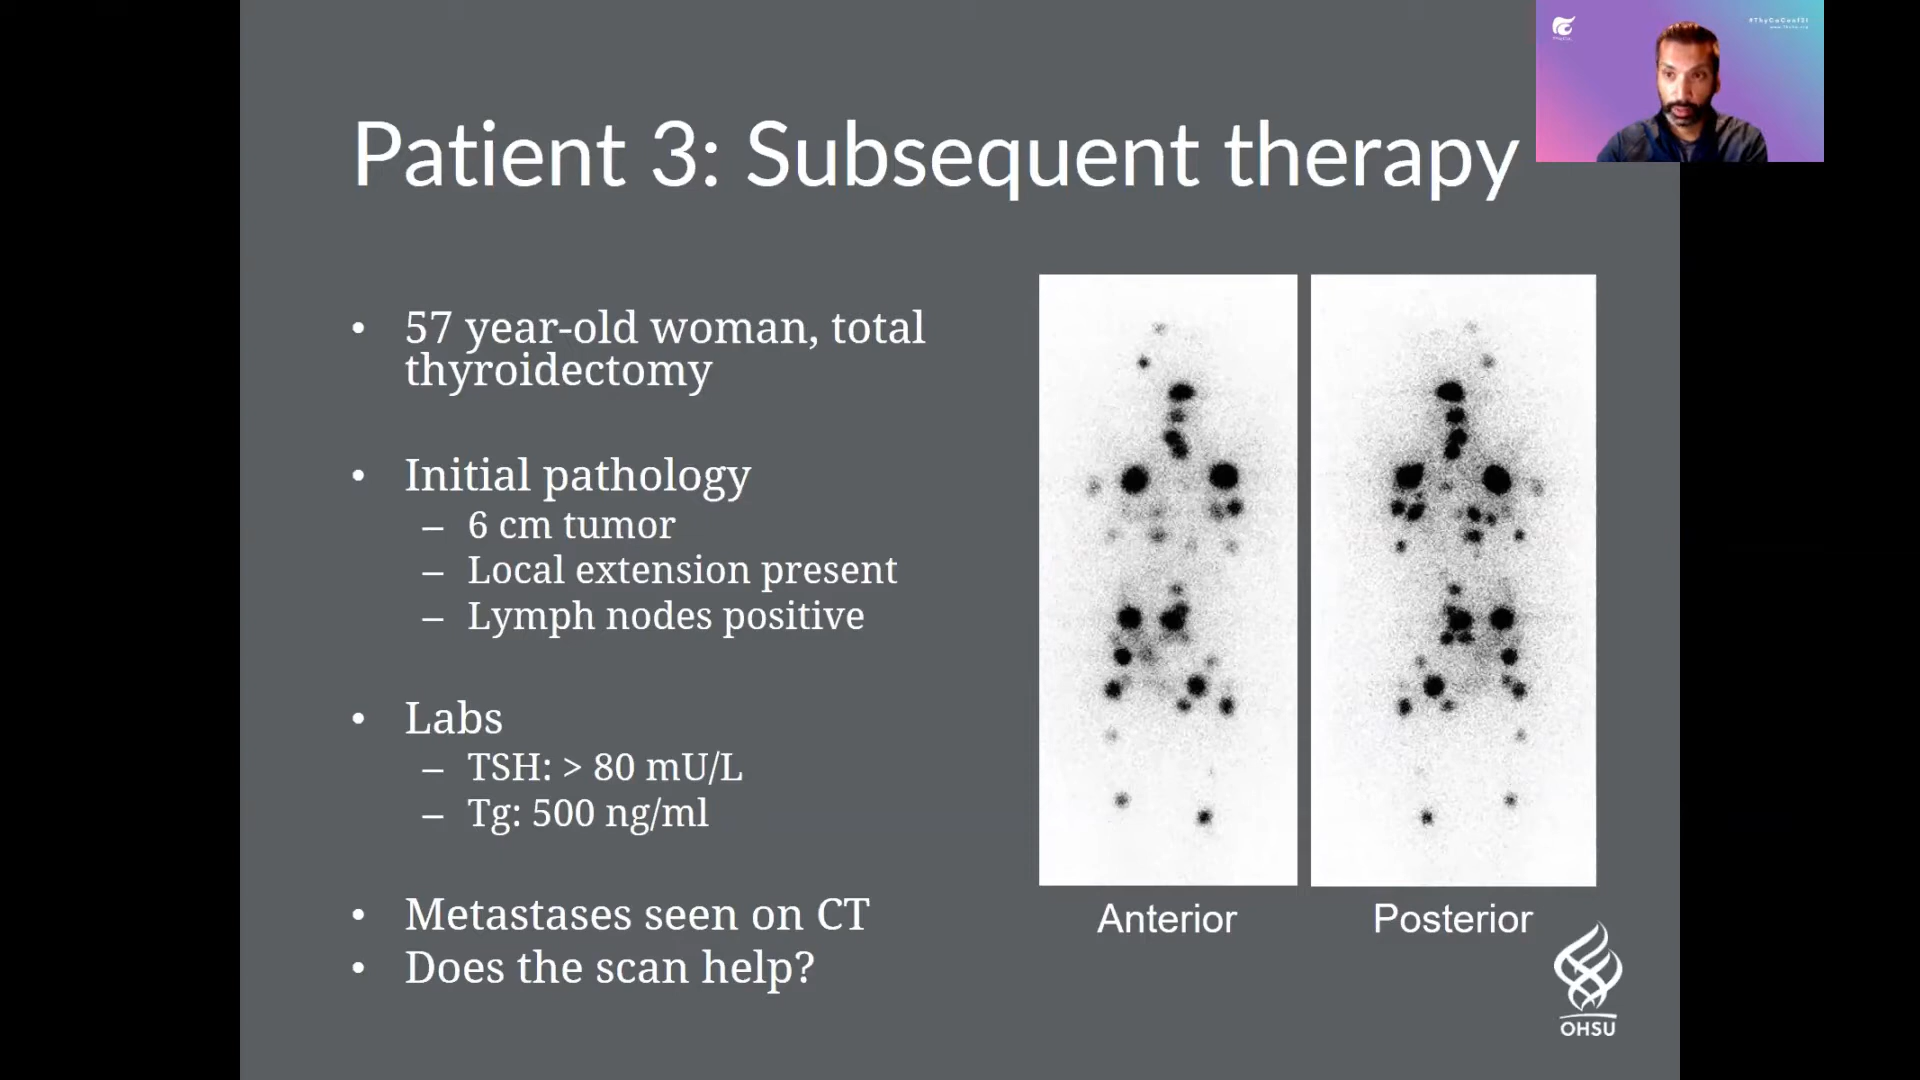 #ThyCaConf21
Patient 3: Subsequent therapy
• 57 year-old woman, total
thyroidectomy
• Initial pathology
– 6 cm tumor
– Local extension present
– Lymph nodes positive
• Labs
– TSH: > 80 mU/L
– Tg: 500 ng/ml
• Metastases seen on CT
• Does the scan help?
Anterior
Posterior
OHSU